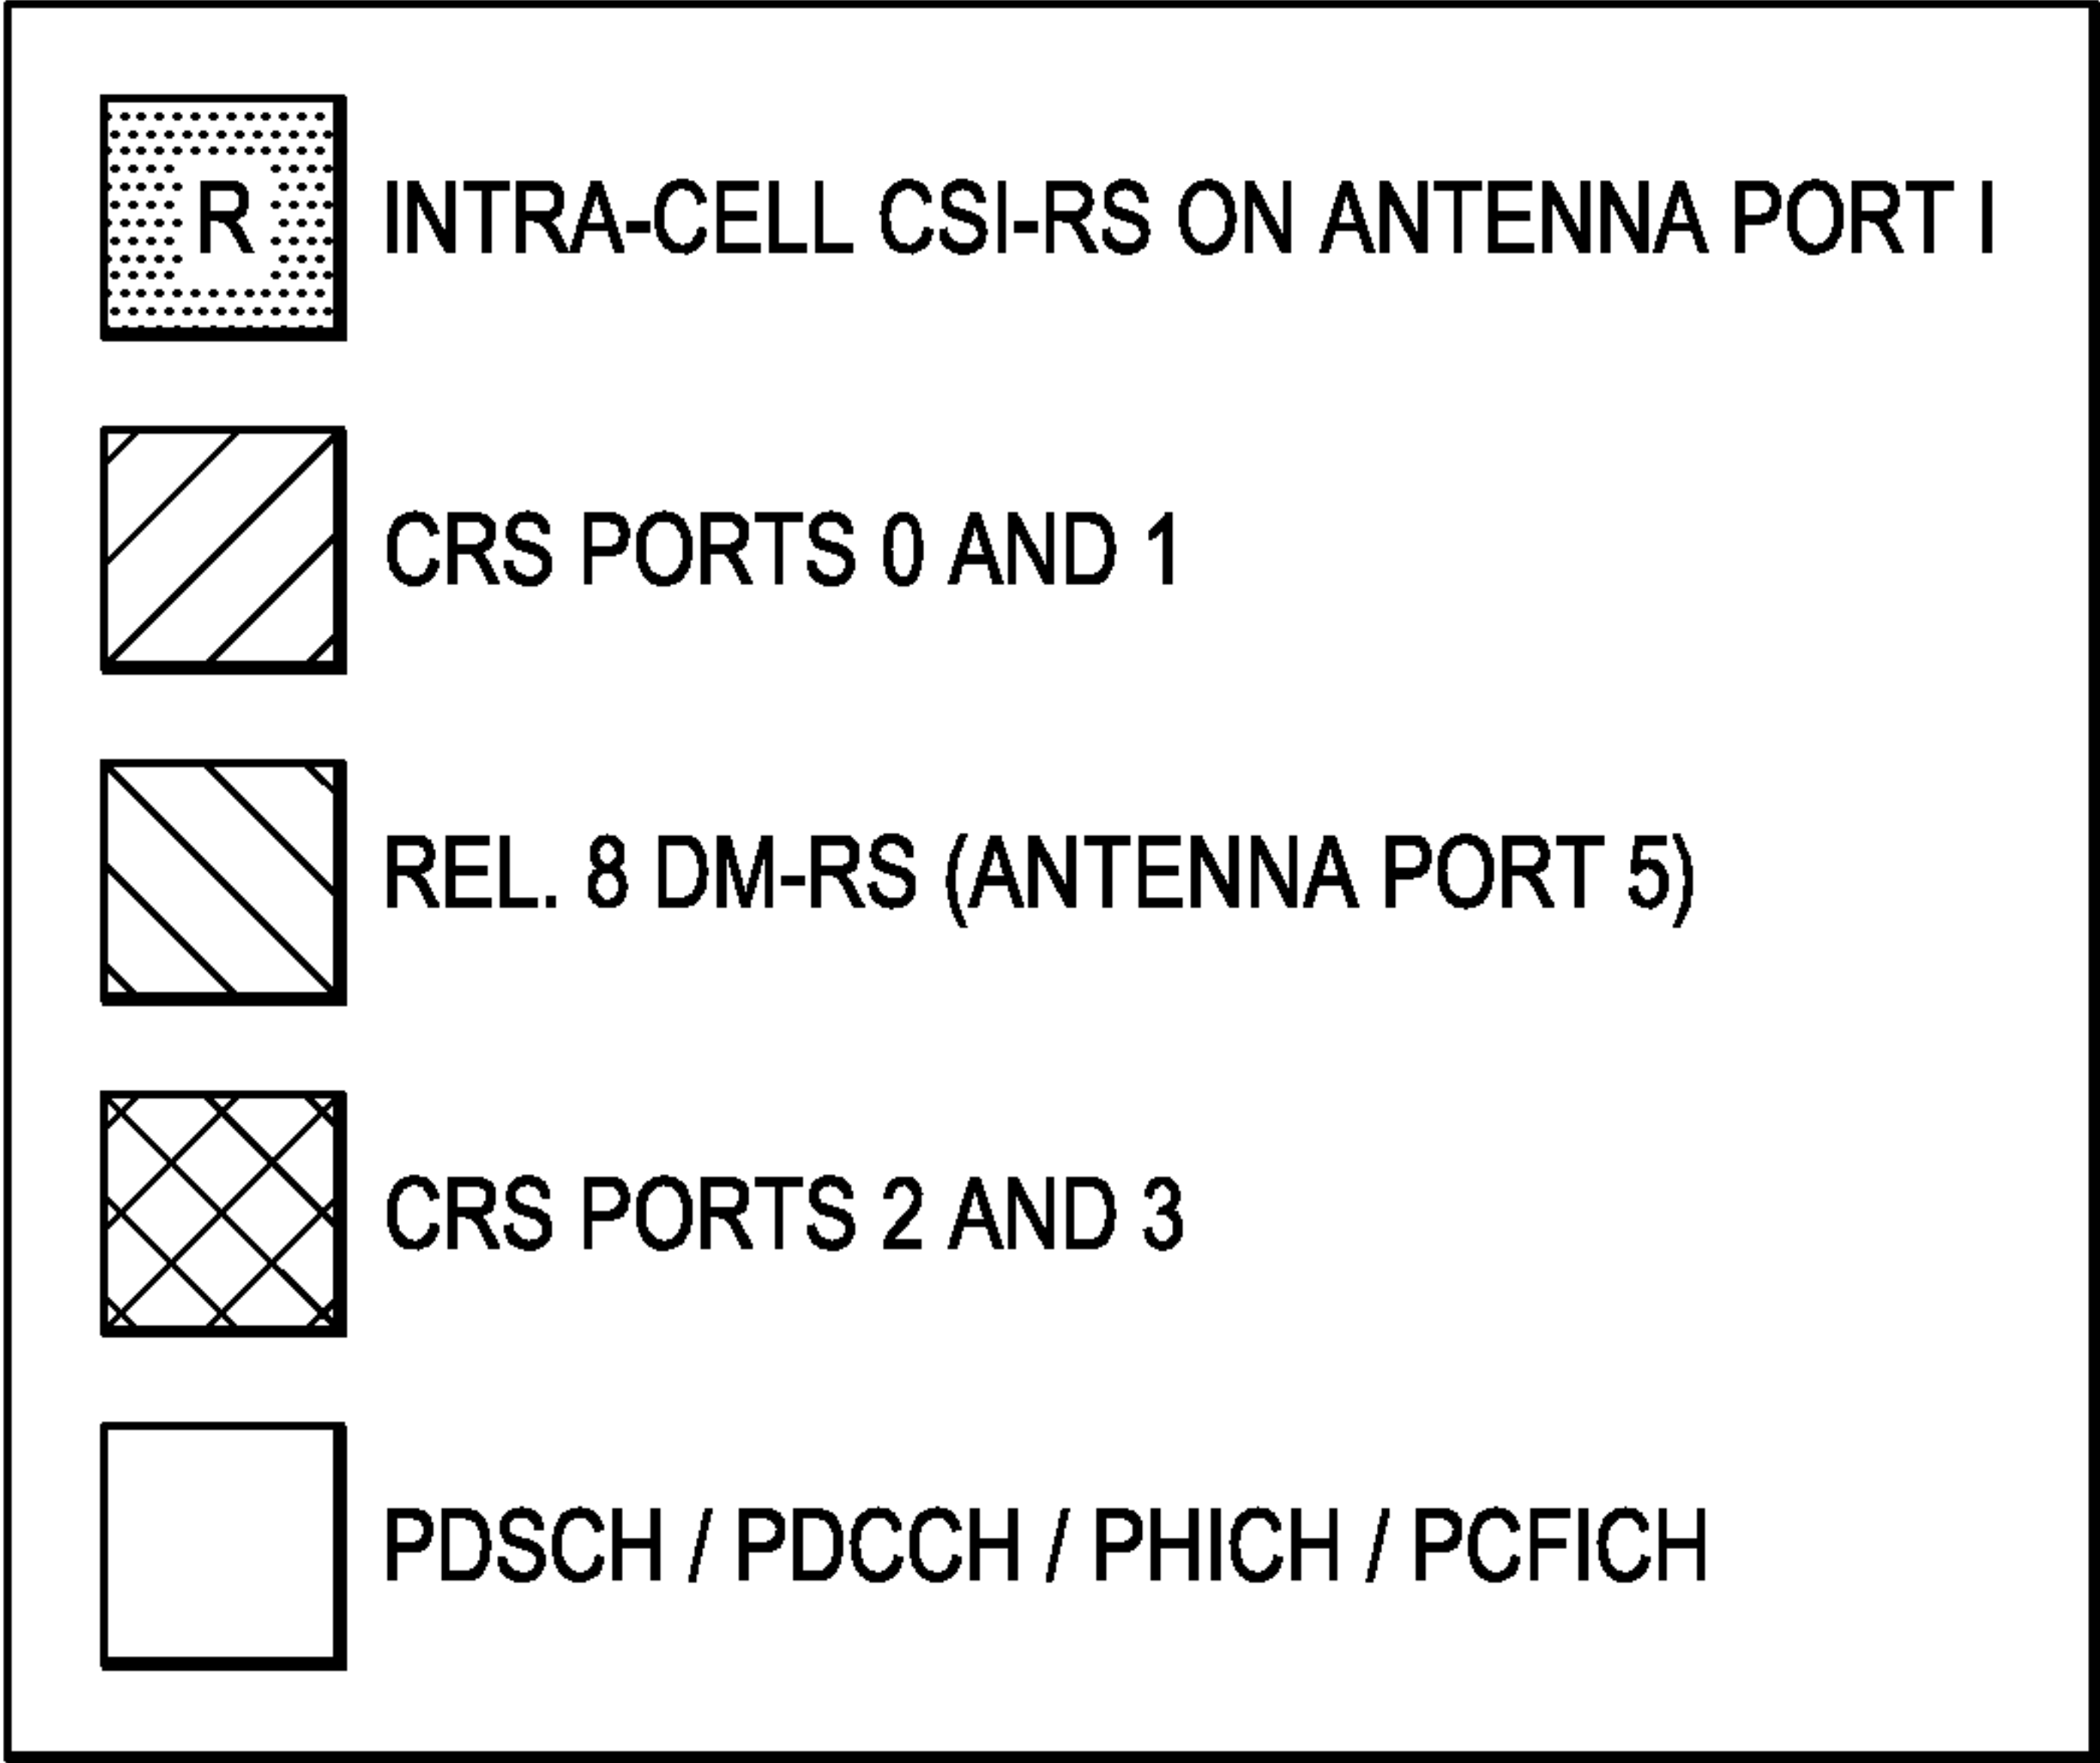 R INTRA-CELL CSI-RS ON ANTENNA PORT I
CRS PORTS 0 AND 1
REL. 8 DM-RS (ANTENNA PORT 5)
CRS PORTS 2 AND 3
PDSCH / PDCCH / PHICH / PCFICH